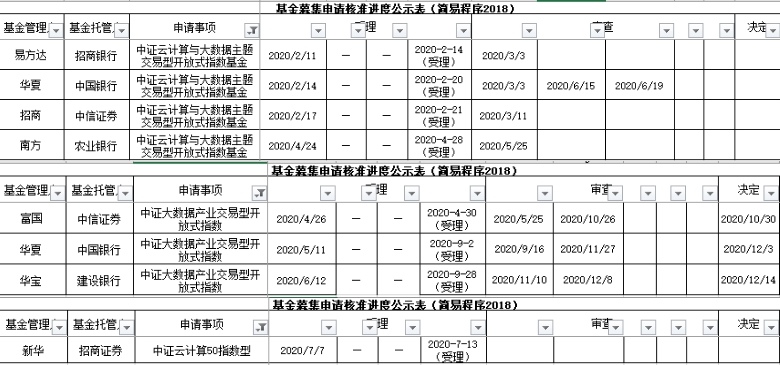 基金募集申请核准进度公示表（简易程序2018）
基金管理 基金托管 申请事项 受理 审查 决定
易方达 招商银行 中证云计算与大数据主题交易型开放式指数基金 2020/2/11 — — 2020-2-14（受理） 2020/3/3
华夏 中国银行 中证云计算与大数据主题交易型开放式指数基金 2020/2/14 — — 2020-2-20（受理） 2020/3/3 2020/6/15 2020/6/19
招商 中信证券 中证云计算与大数据主题交易型开放式指数基金 2020/2/17 — — 2020-2-21（受理） 2020/3/11
南方 农业银行 中证云计算与大数据主题交易型开放式指数基金 2020/4/24 — — 2020-4-28（受理） 2020/5/25
基金募集申请核准进度公示表（简易程序2018）
基金管理 基金托管 申请事项 受理 审查 决定
富国 中信证券 中证大数据产业交易型开放式指数 2020/4/26 — — 2020-4-30（受理） 2020/5/25 2020/10/26 2020/10/30
华夏 中国银行 中证大数据产业交易型开放式指数 2020/5/11 — — 2020-9-2（受理） 2020/9/16 2020/11/27 2020/12/3
华宝 建设银行 中证大数据产业交易型开放式指数 2020/6/12 — — 2020-9-28（受理） 2020/11/10 2020/12/8 2020/12/14
基金募集申请核准进度公示表（简易程序2018）
基金管理 基金托管 申请事项 受理 审查 决定
新华 招商证券 中证云计算50指数型 2020/7/7 — — 2020-7-13（受理）